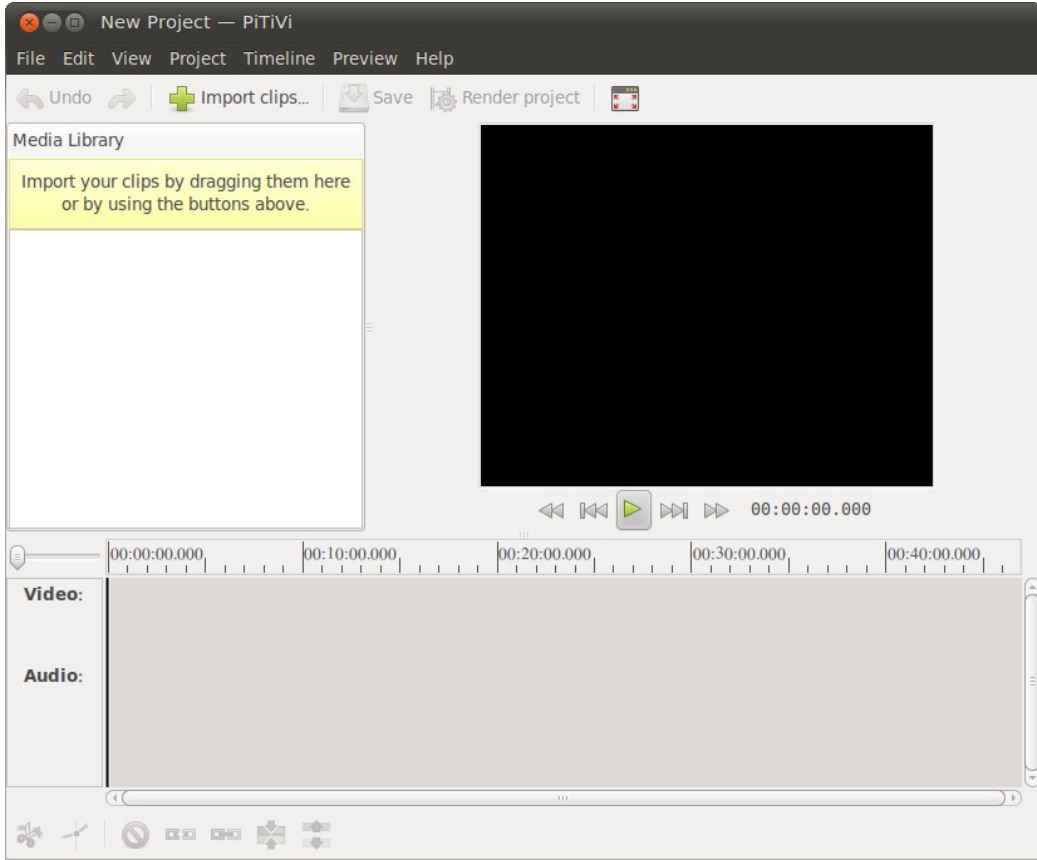 New Project — PiTiVi
File Edit View Project Timeline Preview Help
Undo Import clips... Save Render project
Media Library
Import your clips by dragging them here
or by using the buttons above.
00:00:00.000
00:00:00.000 00:10:00.000 00:20:00.000 00:30:00.000 00:40:00.000
Video:
Audio: